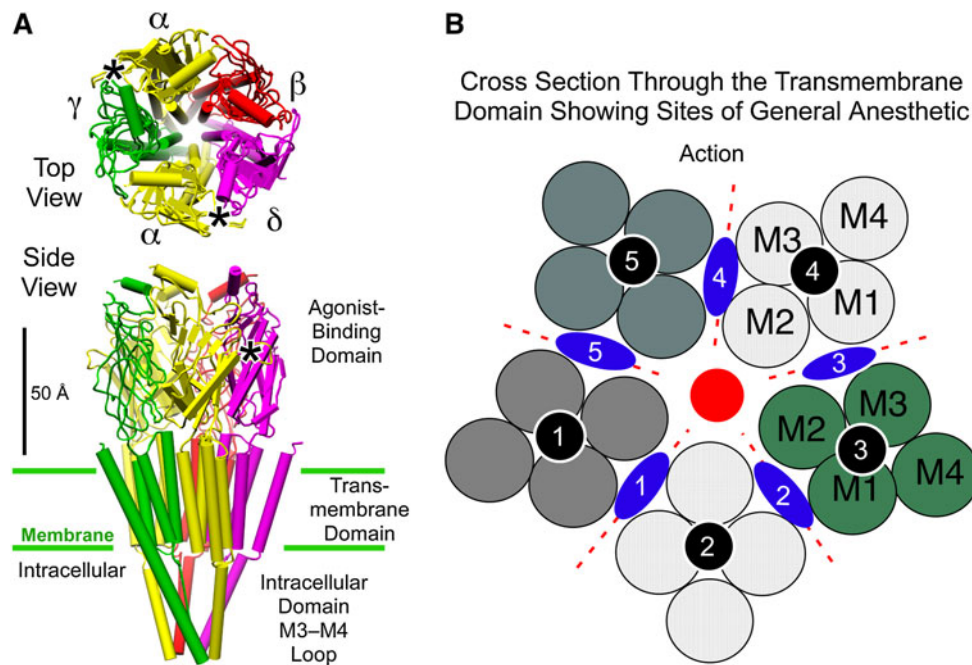 A
α
*
β
γ
Top
View
*
α
δ
Side
View
Agonist-
Binding
Domain
*
50 Å
Trans-
membrane
Domain
Membrane
Intracellular
Intracellular
Domain
M3–M4
Loop
B
Cross Section Through the Transmembrane
Domain Showing Sites of General Anesthetic
Action
M4
M3
5
4
4
M1
M2
5
3
M3
M2
1
3
M4
M1
1
2
2